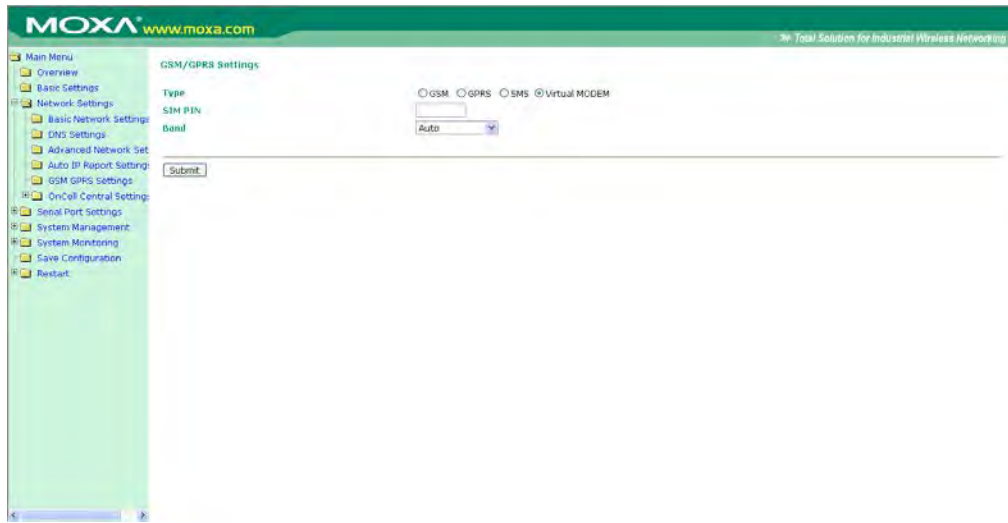 MOXA www.moxa.com
Total Solution for Industrial Wireless Networking
Main Menu
Overview
Basic Settings
Network Settings
Basic Network Settings
DNS Settings
Advanced Network Set
Auto IP Report Settings
GSM GPRS Settings
OnCell Central Settings
Serial Port Settings
System Management
System Monitoring
Save Configuration
Restart
GSM/GPRS Settings
Type GSM GPRS SMS Virtual MODEM
SIM PIN
Band Auto
Submit